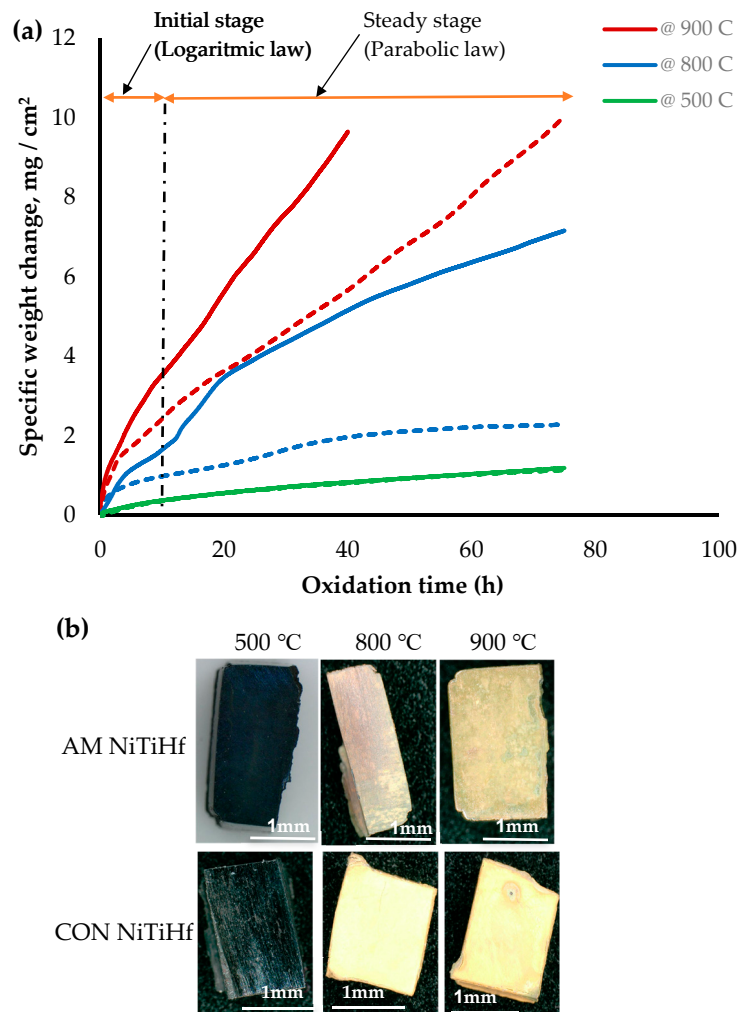 (a)
Initial stage
(Logaritmic law)
Steady stage
(Parabolic law)
@ 900 C
@ 800 C
@ 500 C
Specific weight change, mg / cm²
12
10
8
6
4
2
0
0 20 40 60 80 100
Oxidation time (h)
(b)
500 °C 800 °C 900 °C
AM NiTiHf
1mm 1mm 1mm
CON NiTiHf
1mm 1mm 1mm